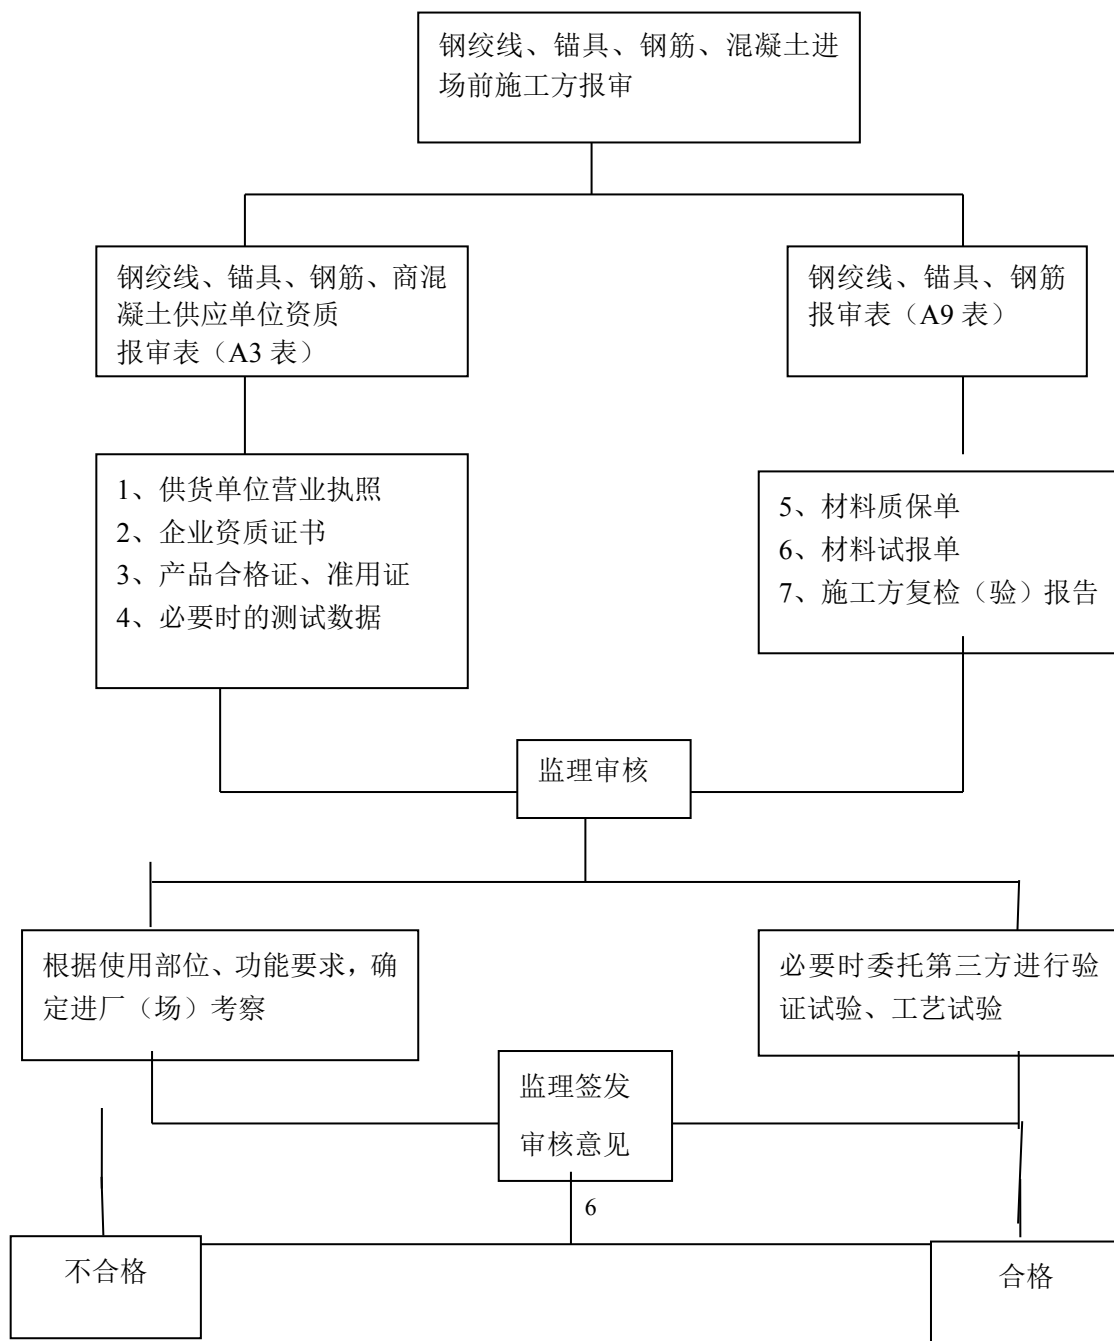 钢绞线、锚具、钢筋、混凝土进
场前施工方报审
钢绞线、锚具、钢筋、商混
凝土供应单位资质
报审表（A3 表）
钢绞线、锚具、钢筋
报审表（A9 表）
1、供货单位营业执照
2、企业资质证书
3、产品合格证、准用证
4、必要时的测试数据
5、材料质保单
6、材料试报单
7、施工方复检（验）报告
监理审核
根据使用部位、功能要求，确
定进厂（场）考察
必要时委托第三方进行验
证试验、工艺试验
监理签发
审核意见
6
不合格
合格